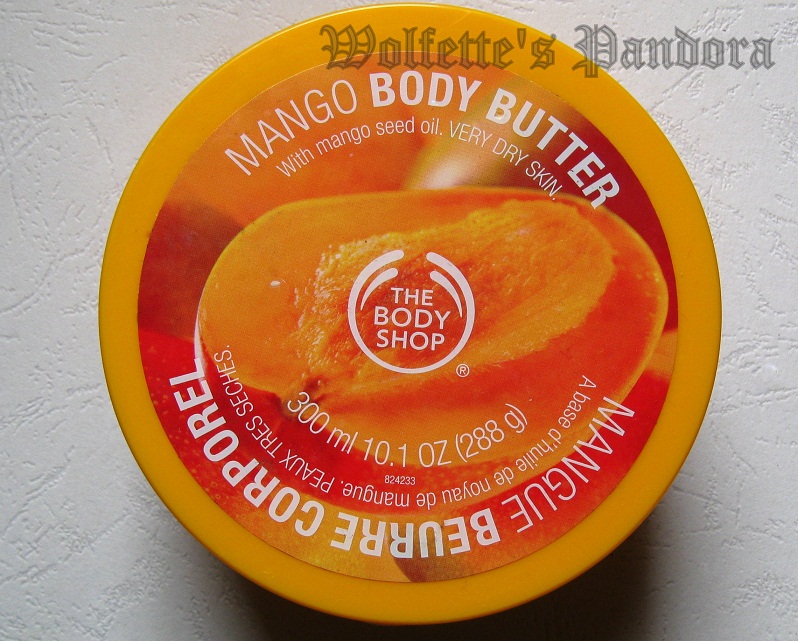 Wolfette's Pandora
MANGO BODY BUTTER
With mango seed oil. VERY DRY SKIN.
THE
BODY
SHOP
®
300 ml 10.1 OZ (288 g)
824233
A base d'huile de noyau de mangue. PEAUX TRES SECHES.
MANGUE BEURRE CORPOREL